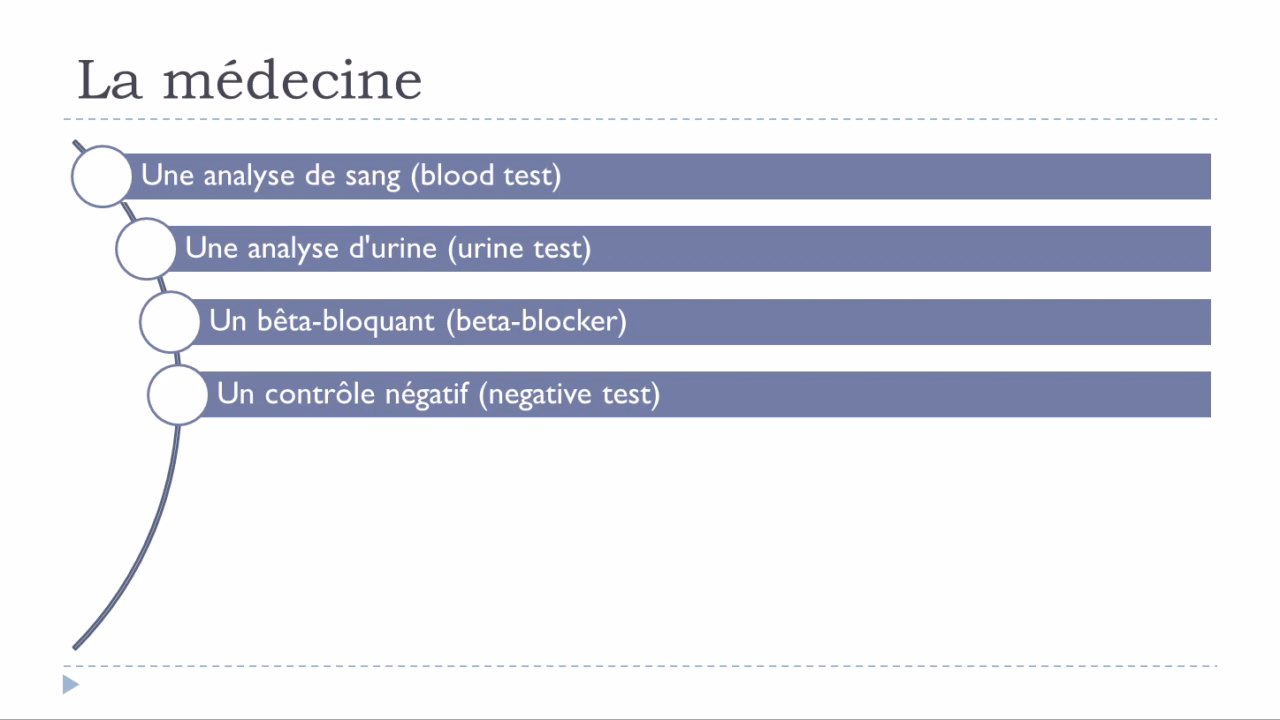 La médecine
Une analyse de sang (blood test)
Une analyse d'urine (urine test)
Un bêta-bloquant (beta-blocker)
Un contrôle négatif (negative test)